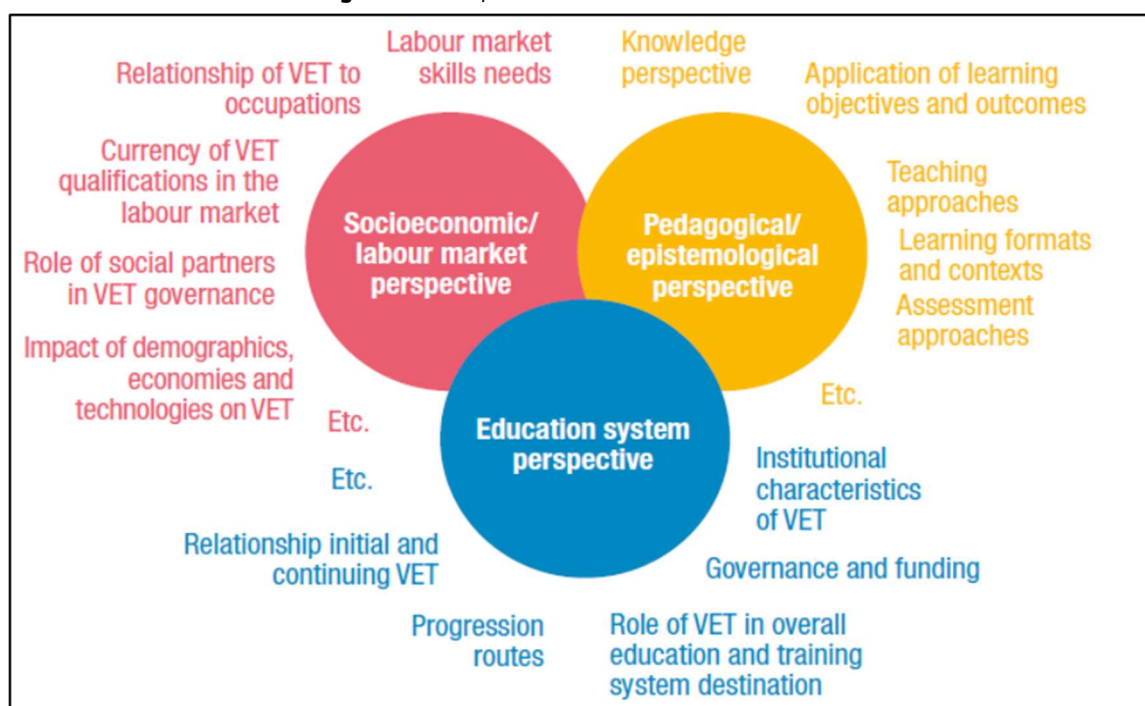 Labour market
skills needs
Knowledge
perspective
Relationship of VET to
occupations
Application of learning
objectives and outcomes
Currency of VET
qualifications in the
labour market
Teaching
approaches
Socioeconomic/
labour market
perspective
Pedagogical/
epistemological
perspective
Learning formats
and contexts
Role of social partners
in VET governance
Assessment
approaches
Impact of demographics,
economies and
technologies on VET
Etc.
Etc.
Education system
perspective
Etc.
Institutional
characteristics
of VET
Relationship initial and
continuing VET
Governance and funding
Progression
routes
Role of VET in overall
education and training
system destination